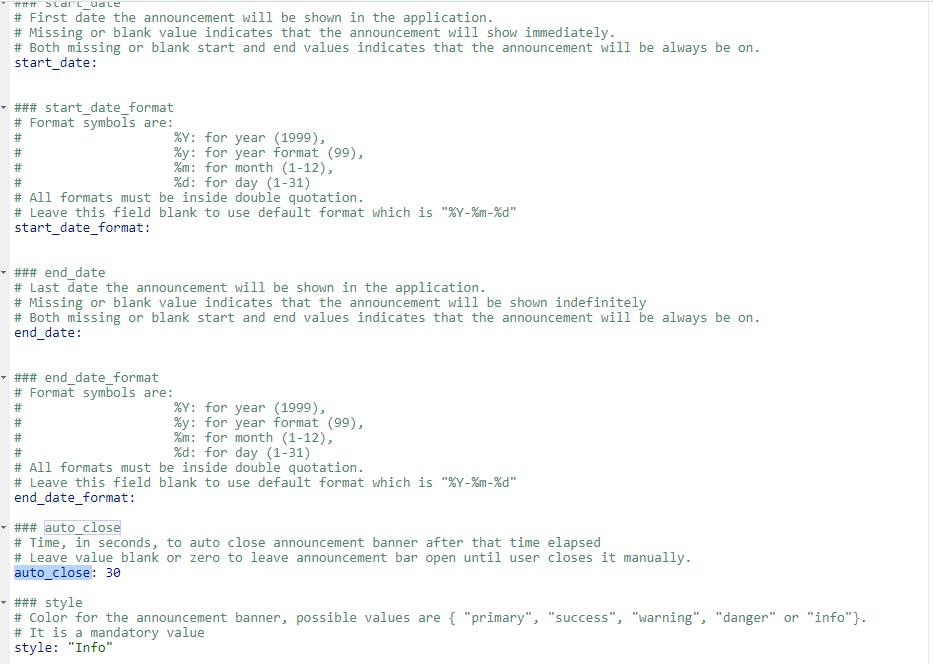 ### start_date
# First date the announcement will be shown in the application.
# Missing or blank value indicates that the announcement will show immediately.
# Both missing or blank start and end values indicates that the announcement will be always be on.
start_date:
### start_date_format
# Format symbols are:
#                    %Y: for year (1999),
#                    %y: for year format (99),
#                    %m: for month (1-12),
#                    %d: for day (1-31)
# All formats must be inside double quotation.
# Leave this field blank to use default format which is "%Y-%m-%d"
start_date_format:
### end_date
# Last date the announcement will be shown in the application.
# Missing or blank value indicates that the announcement will be shown indefinitely
# Both missing or blank start and end values indicates that the announcement will be always be on.
end_date:
### end_date_format
# Format symbols are:
#                    %Y: for year (1999),
#                    %y: for year format (99),
#                    %m: for month (1-12),
#                    %d: for day (1-31)
# All formats must be inside double quotation.
# Leave this field blank to use default format which is "%Y-%m-%d"
end_date_format:
### auto_close
# Time, in seconds, to auto close announcement banner after that time elapsed
# Leave value blank or zero to leave announcement bar open until user closes it manually.
auto_close: 30
### style
# Color for the announcement banner, possible values are { "primary", "success", "warning", "danger" or "info"}.
# It is a mandatory value
style: "Info"